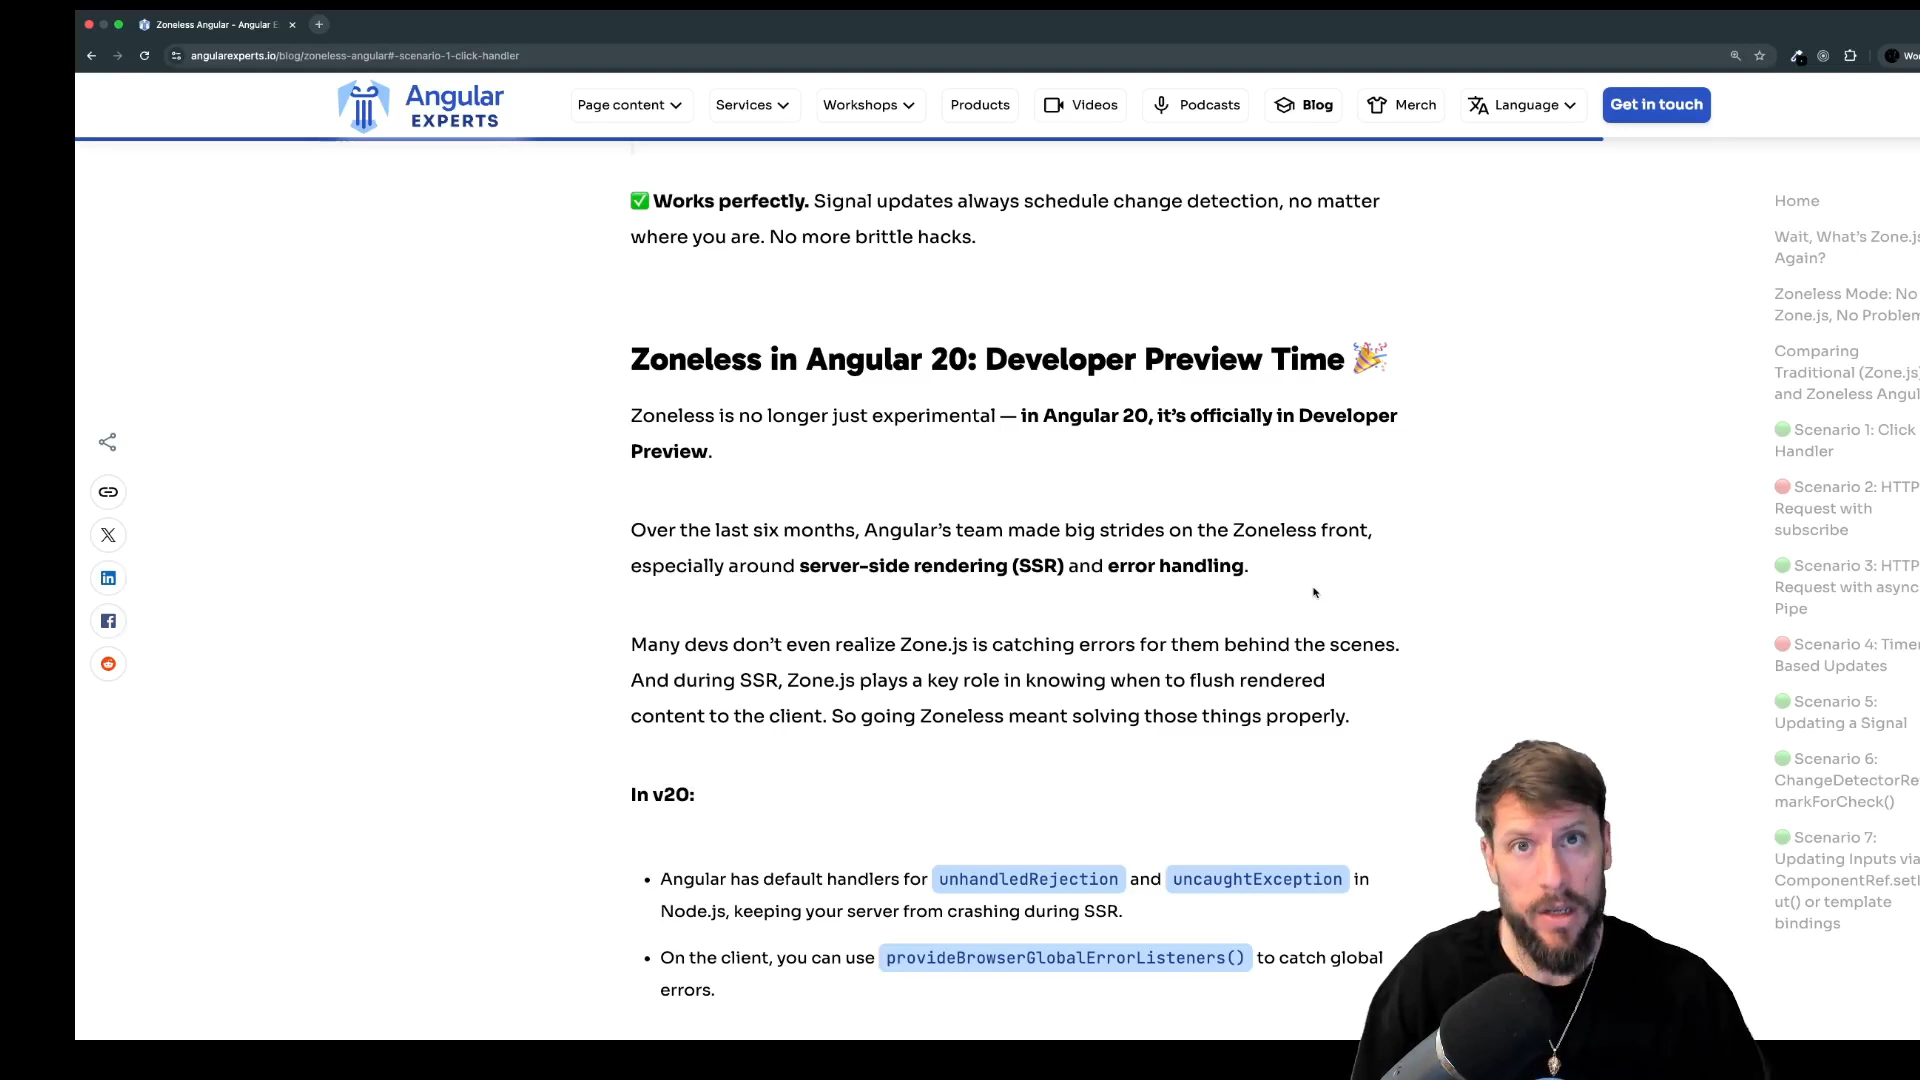 Zoneless Angular - Angular E
angularexperts.io/blog/zoneless-angular#-scenario-1-click-handler
Wor
Angular
EXPERTS
Page content
Services
Workshops
Products
Videos
Podcasts
Blog
Merch
Language
Get in touch
✅ Works perfectly. Signal updates always schedule change detection, no matter
where you are. No more brittle hacks.
Zoneless in Angular 20: Developer Preview Time 🎉
Zoneless is no longer just experimental — in Angular 20, it’s officially in Developer
Preview.
Over the last six months, Angular’s team made big strides on the Zoneless front,
especially around server-side rendering (SSR) and error handling.
Many devs don’t even realize Zone.js is catching errors for them behind the scenes.
And during SSR, Zone.js plays a key role in knowing when to flush rendered
content to the client. So going Zoneless meant solving those things properly.
In v20:
• Angular has default handlers for unhandledRejection and uncaughtException in
Node.js, keeping your server from crashing during SSR.
• On the client, you can use provideBrowserGlobalErrorListeners() to catch global
errors.
Home
Wait, What’s Zone.js
Again?
Zoneless Mode: No
Zone.js, No Problem
Comparing
Traditional (Zone.js)
and Zoneless Angul
🟢 Scenario 1: Click
Handler
🔴 Scenario 2: HTTP
Request with
subscribe
🟢 Scenario 3: HTTP
Request with async
Pipe
🔴 Scenario 4: Timer
Based Updates
🟢 Scenario 5:
Updating a Signal
🟢 Scenario 6:
ChangeDetectorRe
markForCheck()
🟢 Scenario 7:
Updating Inputs via
ComponentRef.setI
ut() or template
bindings